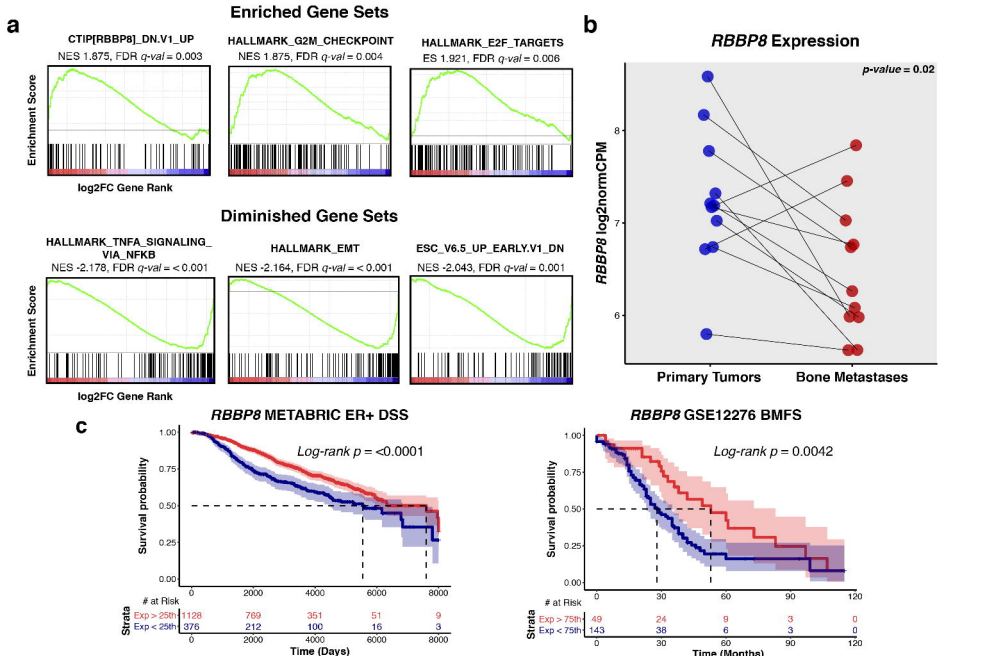 a
Enriched Gene Sets
CTIP[RBBP8]_DN.V1_UP
NES 1.875, FDR q-val = 0.003
HALLMARK_G2M_CHECKPOINT
NES 1.875, FDR q-val = 0.004
HALLMARK_E2F_TARGETS
ES 1.921, FDR q-val = 0.006
Enrichment Score
log2FC Gene Rank
Diminished Gene Sets
HALLMARK_TNFA_SIGNALING_
VIA_NFKB
NES -2.178, FDR q-val = < 0.001
HALLMARK_EMT
NES -2.164, FDR q-val = < 0.001
ESC_V6.5_UP_EARLY.V1_DN
NES -2.043, FDR q-val = 0.001
Enrichment Score
log2FC Gene Rank
b
RBBP8 Expression
p-value = 0.02
RBBP8 log2normCPM
8
7
6
Primary Tumors
Bone Metastases
c
RBBP8 METABRIC ER+ DSS
Log-rank p = <0.0001
Survival probability
1.00
0.75
0.50
0.25
0.00
0 2000 4000 6000 8000
# at Risk
Strata
Exp > 25th 1128 769 351 51 9
Exp < 25th 376 212 100 16 3
0 2000 4000 6000 8000
Time (Days)
RBBP8 GSE12276 BMFS
Log-rank p = 0.0042
Survival probability
1.00
0.75
0.50
0.25
0.00
0 30 60 90 120
# at Risk
Strata
Exp > 75th 49 24 9 3 0
Exp < 75th 143 38 6 3 0
0 30 60 90 120
Time (Months)